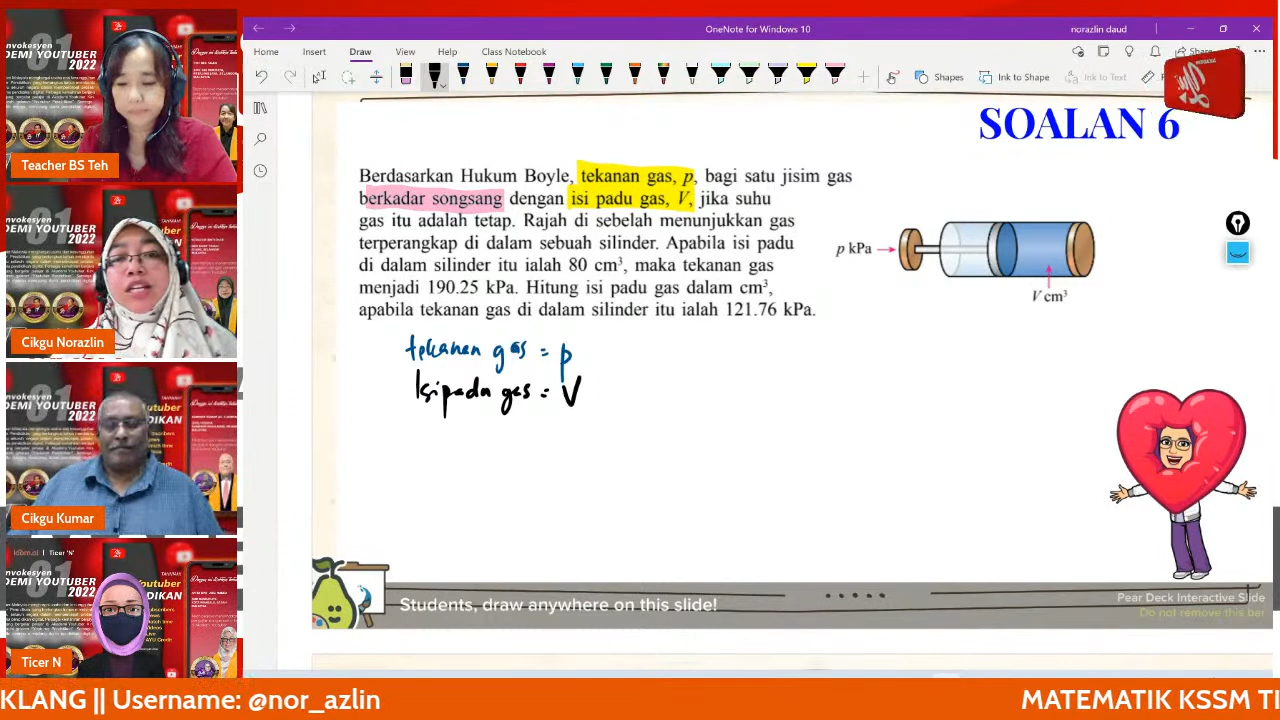 OneNote for Windows 10
norazlin daud
Home
Insert
Draw
View
Help
Class Notebook
Share
Shapes
Ink to Shape
Ink to Text
SOALAN 6
Berdasarkan Hukum Boyle, tekanan gas, p, bagi satu jisim gas
berkadar songsang dengan isi padu gas, V, jika suhu
gas itu adalah tetap. Rajah di sebelah menunjukkan gas
terperangkap di dalam sebuah silinder. Apabila isi padu
di dalam silinder itu ialah 80 cm³, maka tekanan gas
menjadi 190.25 kPa. Hitung isi padu gas dalam cm³,
apabila tekanan gas di dalam silinder itu ialah 121.76 kPa.
p kPa
V cm³
tekanan gas = p
Isipadu gas = V
Students, draw anywhere on this slide!
Pear Deck Interactive Slide
Do not remove this bar
Teacher BS Teh
Cikgu Norazlin
Cikgu Kumar
Ticer 'N'
Ticer N
KLANG || Username: @nor_azlin
MATEMATIK KSSM TI